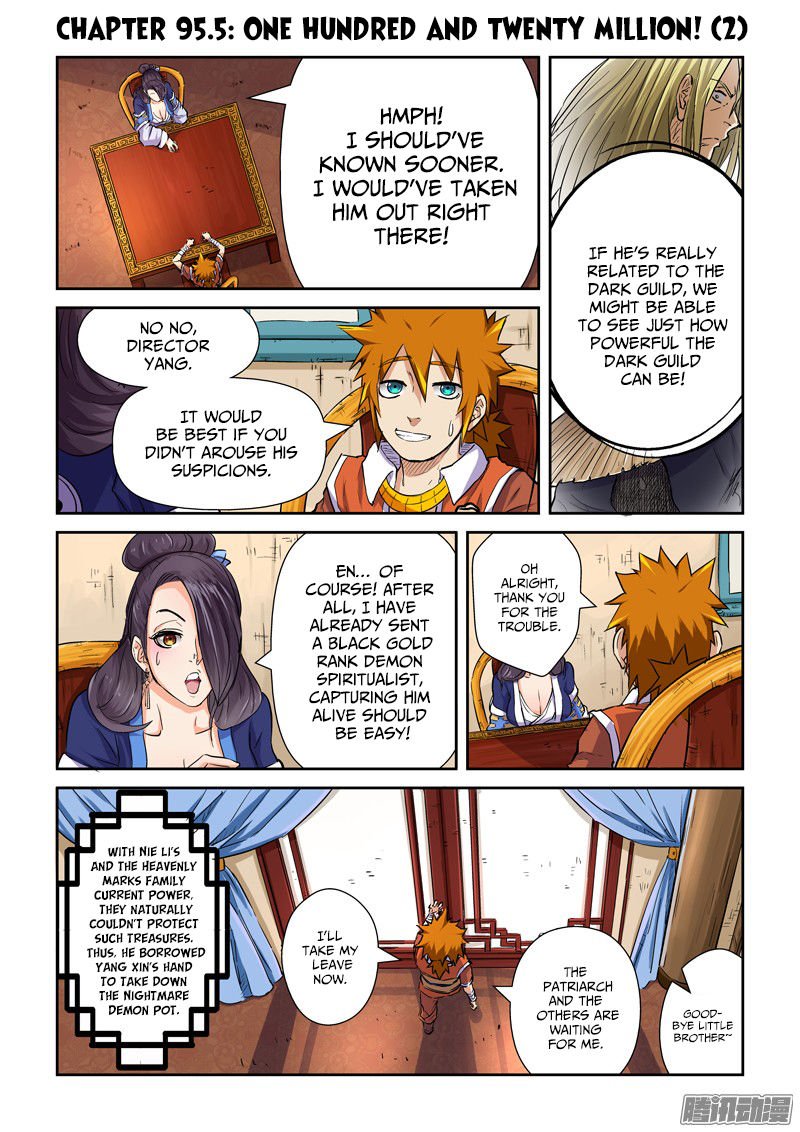 CHAPTER 95.5: ONE HUNDRED AND TWENTY MILLION! (2)
HMPH!
I SHOULD'VE
KNOWN SOONER.
I WOULD'VE TAKEN
HIM OUT RIGHT
THERE!
IF HE'S REALLY
RELATED TO THE
DARK GUILD, WE
MIGHT BE ABLE
TO SEE JUST HOW
POWERFUL THE
DARK GUILD
CAN BE!
NO NO,
DIRECTOR
YANG.
IT WOULD
BE BEST IF YOU
DIDN'T AROUSE HIS
SUSPICIONS.
EN... OF
COURSE! AFTER
ALL, I HAVE
ALREADY SENT
A BLACK GOLD
RANK DEMON
SPIRITUALIST,
CAPTURING HIM
ALIVE SHOULD
BE EASY!
OH
ALRIGHT,
THANK YOU
FOR THE
TROUBLE.
WITH NIE LI'S
AND THE HEAVENLY
MARKS FAMILY
CURRENT POWER,
THEY NATURALLY
COULDN'T PROTECT
SUCH TREASURES.
THUS, HE BORROWED
YANG XIN'S HAND
TO TAKE DOWN
THE NIGHTMARE
DEMON POT.
I'LL
TAKE MY
LEAVE
NOW.
THE
PATRIARCH
AND THE
OTHERS ARE
WAITING
FOR ME.
GOOD-
BYE LITTLE
BROTHER~
腾讯动漫